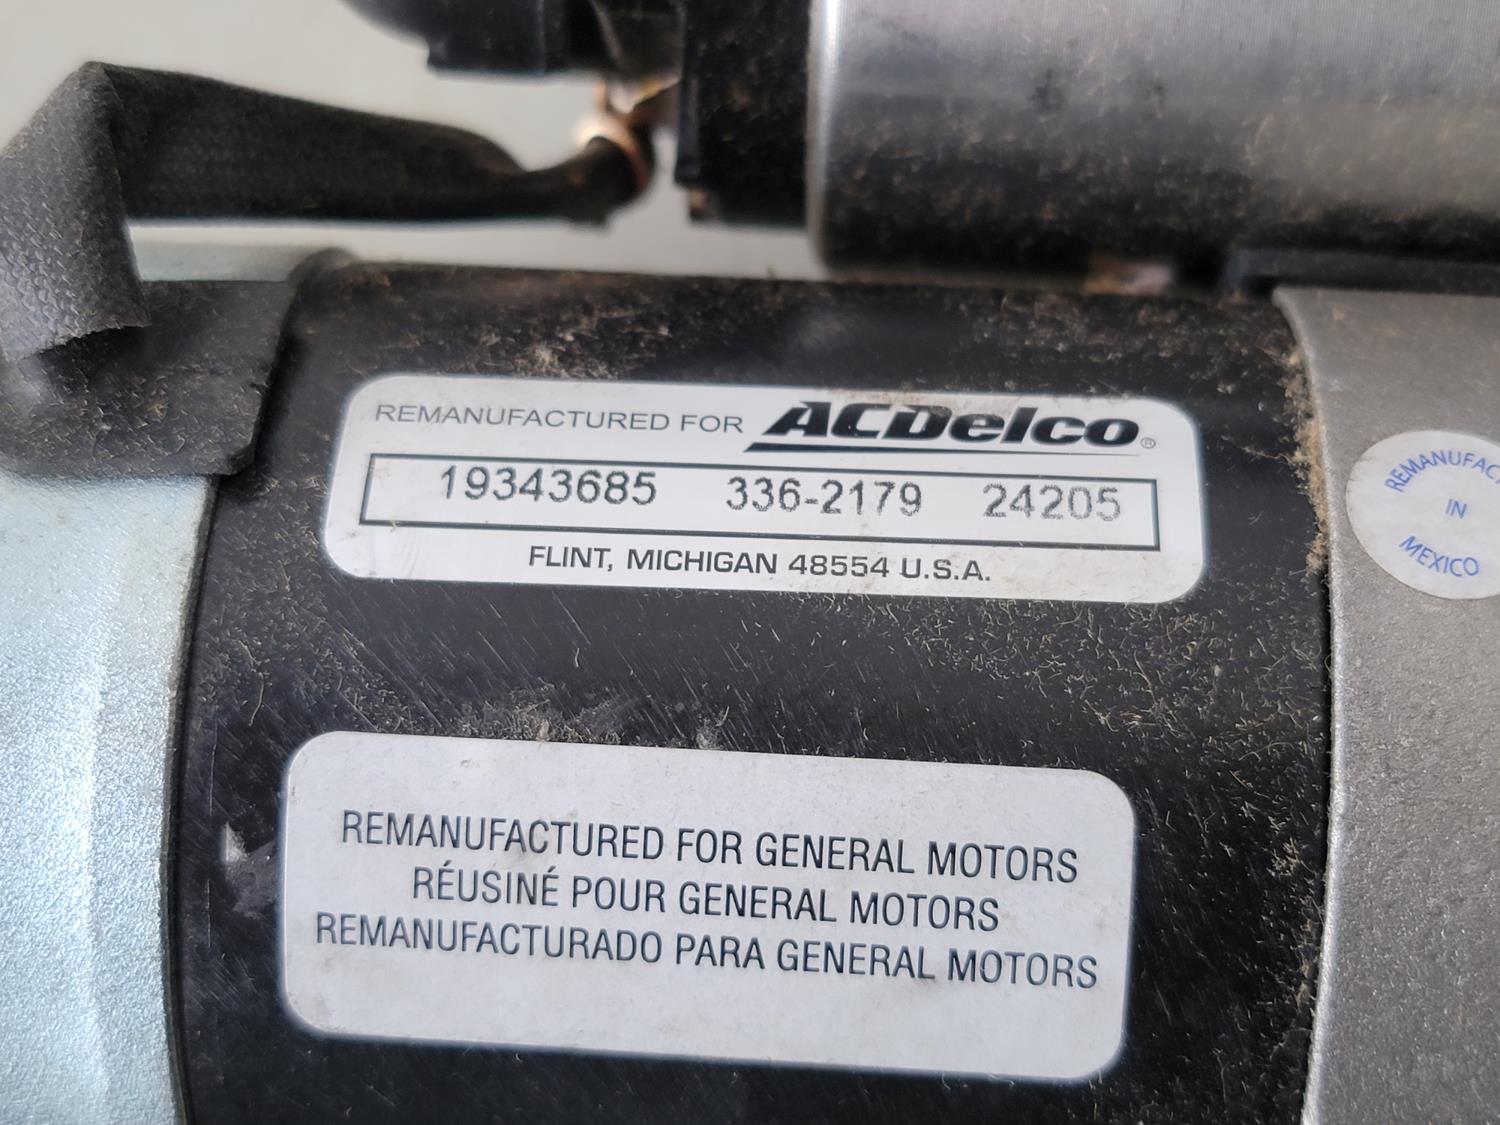 REMANUFACTURED FOR ACDelco®
19343685 336-2179 24205
FLINT, MICHIGAN 48554 U.S.A.
IN
MEXICO
REMANUFACTURED FOR GENERAL MOTORS
RÉUSINÉ POUR GENERAL MOTORS
REMANUFACTURADO PARA GENERAL MOTORS